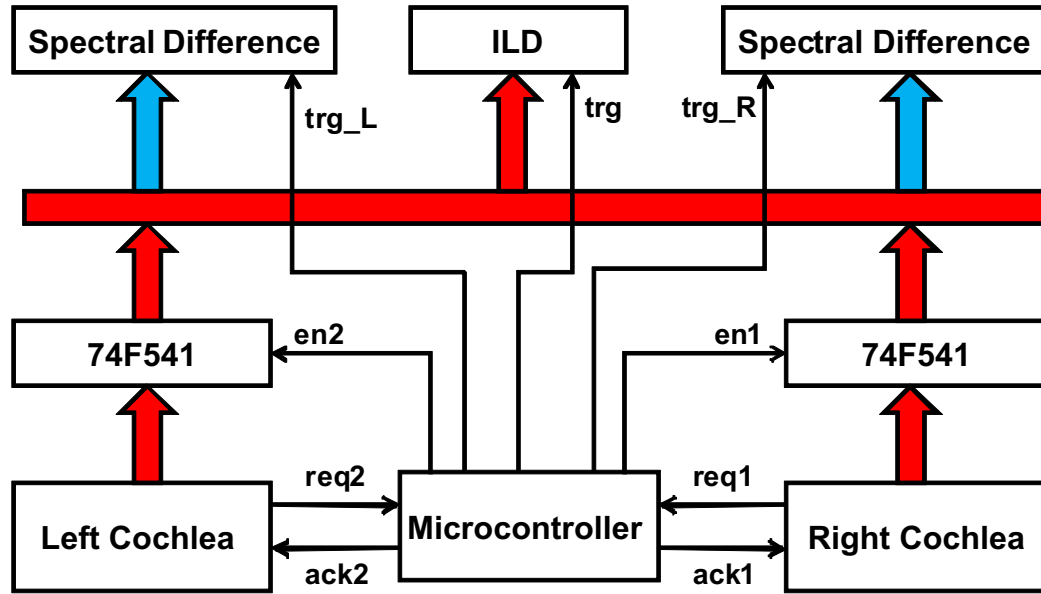 Spectral Difference
ILD
Spectral Difference
trg_L
trg
trg_R
en2
en1
74F541
74F541
req2
req1
Left Cochlea
Microcontroller
Right Cochlea
ack2
ack1